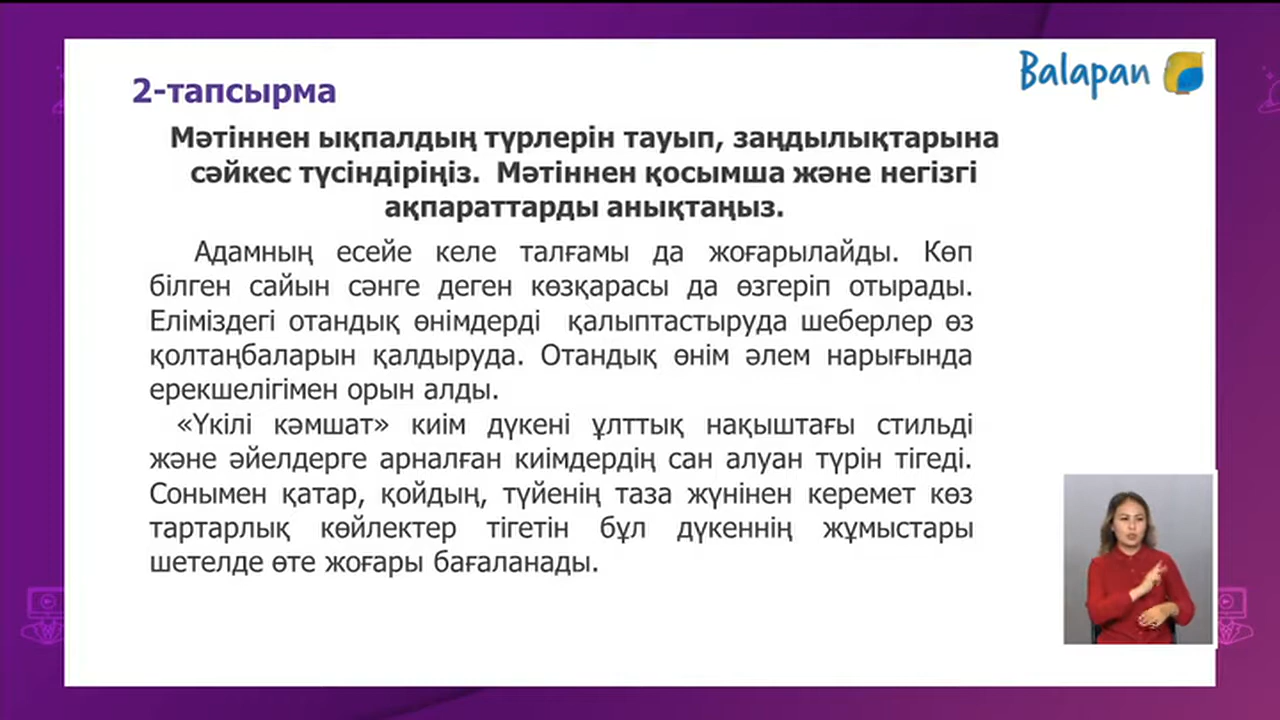 Balapan
2-тапсырма
Мәтіннен ықпалдың түрлерін тауып, заңдылықтарына
сәйкес түсіндіріңіз. Мәтіннен қосымша және негізгі
ақпараттарды анықтаңыз.
Адамның есейе келе талғамы да жоғарылайды. Көп
білген сайын сәнге деген көзқарасы да өзгеріп отырады.
Еліміздегі отандық өнімдерді қалыптастыруда шеберлер өз
қолтаңбаларын қалдыруда. Отандық өнім әлем нарығында
ерекшелігімен орын алды.
«Үкілі кәмшат» киім дүкені ұлттық нақыштағы стильді
және әйелдерге арналған киімдердің сан алуан түрін тігеді.
Сонымен қатар, қойдың, түйенің таза жүнінен керемет көз
тартарлық көйлектер тігетін бұл дүкеннің жұмыстары
шетелде өте жоғары бағаланады.